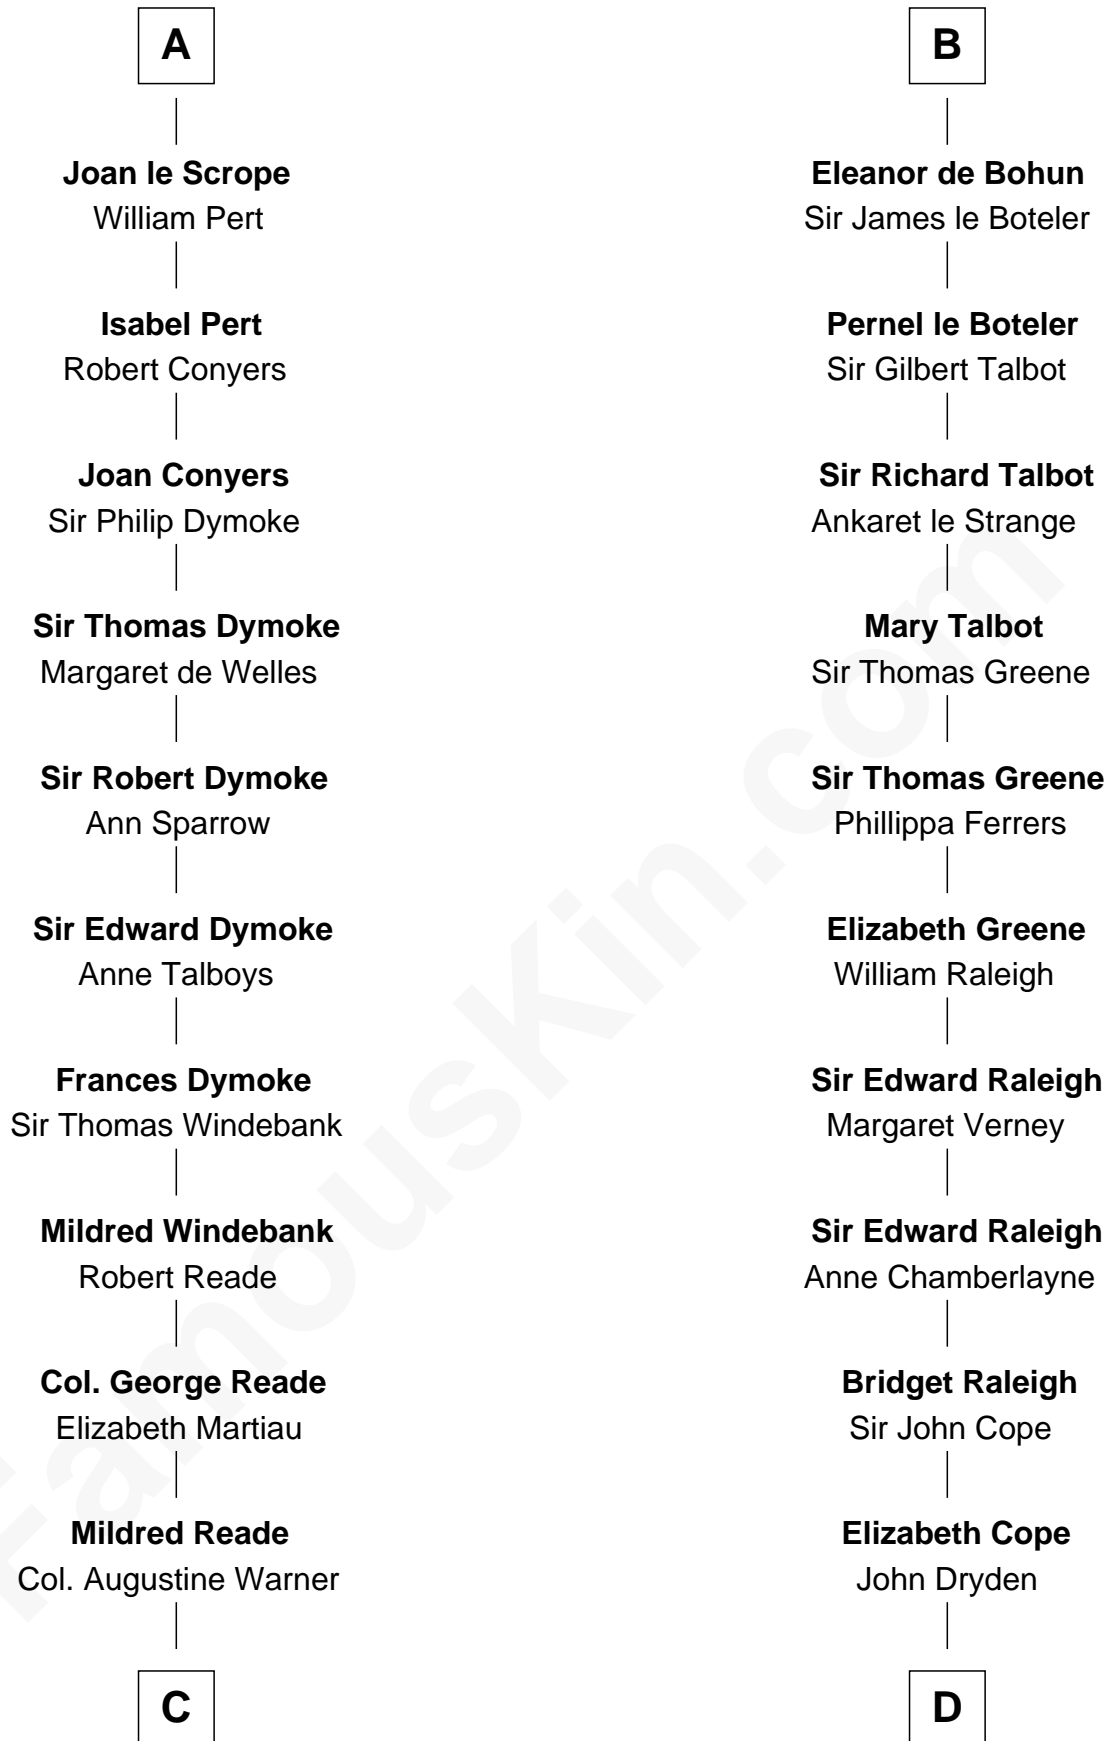 A
Joan le Scrope
William Pert
Isabel Pert
Robert Conyers
Joan Conyers
Sir Philip Dymoke
Sir Thomas Dymoke
Margaret de Welles
Sir Robert Dymoke
Ann Sparrow
Sir Edward Dymoke
Anne Talboys
Frances Dymoke
Sir Thomas Windebank
Mildred Windebank
Robert Reade
Col. George Reade
Elizabeth Martiau
Mildred Reade
Col. Augustine Warner
C
B
Eleanor de Bohun
Sir James le Boteler
Pernel le Boteler
Sir Gilbert Talbot
Sir Richard Talbot
Ankaret le Strange
Mary Talbot
Sir Thomas Greene
Sir Thomas Greene
Phillippa Ferrers
Elizabeth Greene
William Raleigh
Sir Edward Raleigh
Margaret Verney
Sir Edward Raleigh
Anne Chamberlayne
Bridget Raleigh
Sir John Cope
Elizabeth Cope
John Dryden
D
FamousKin.com